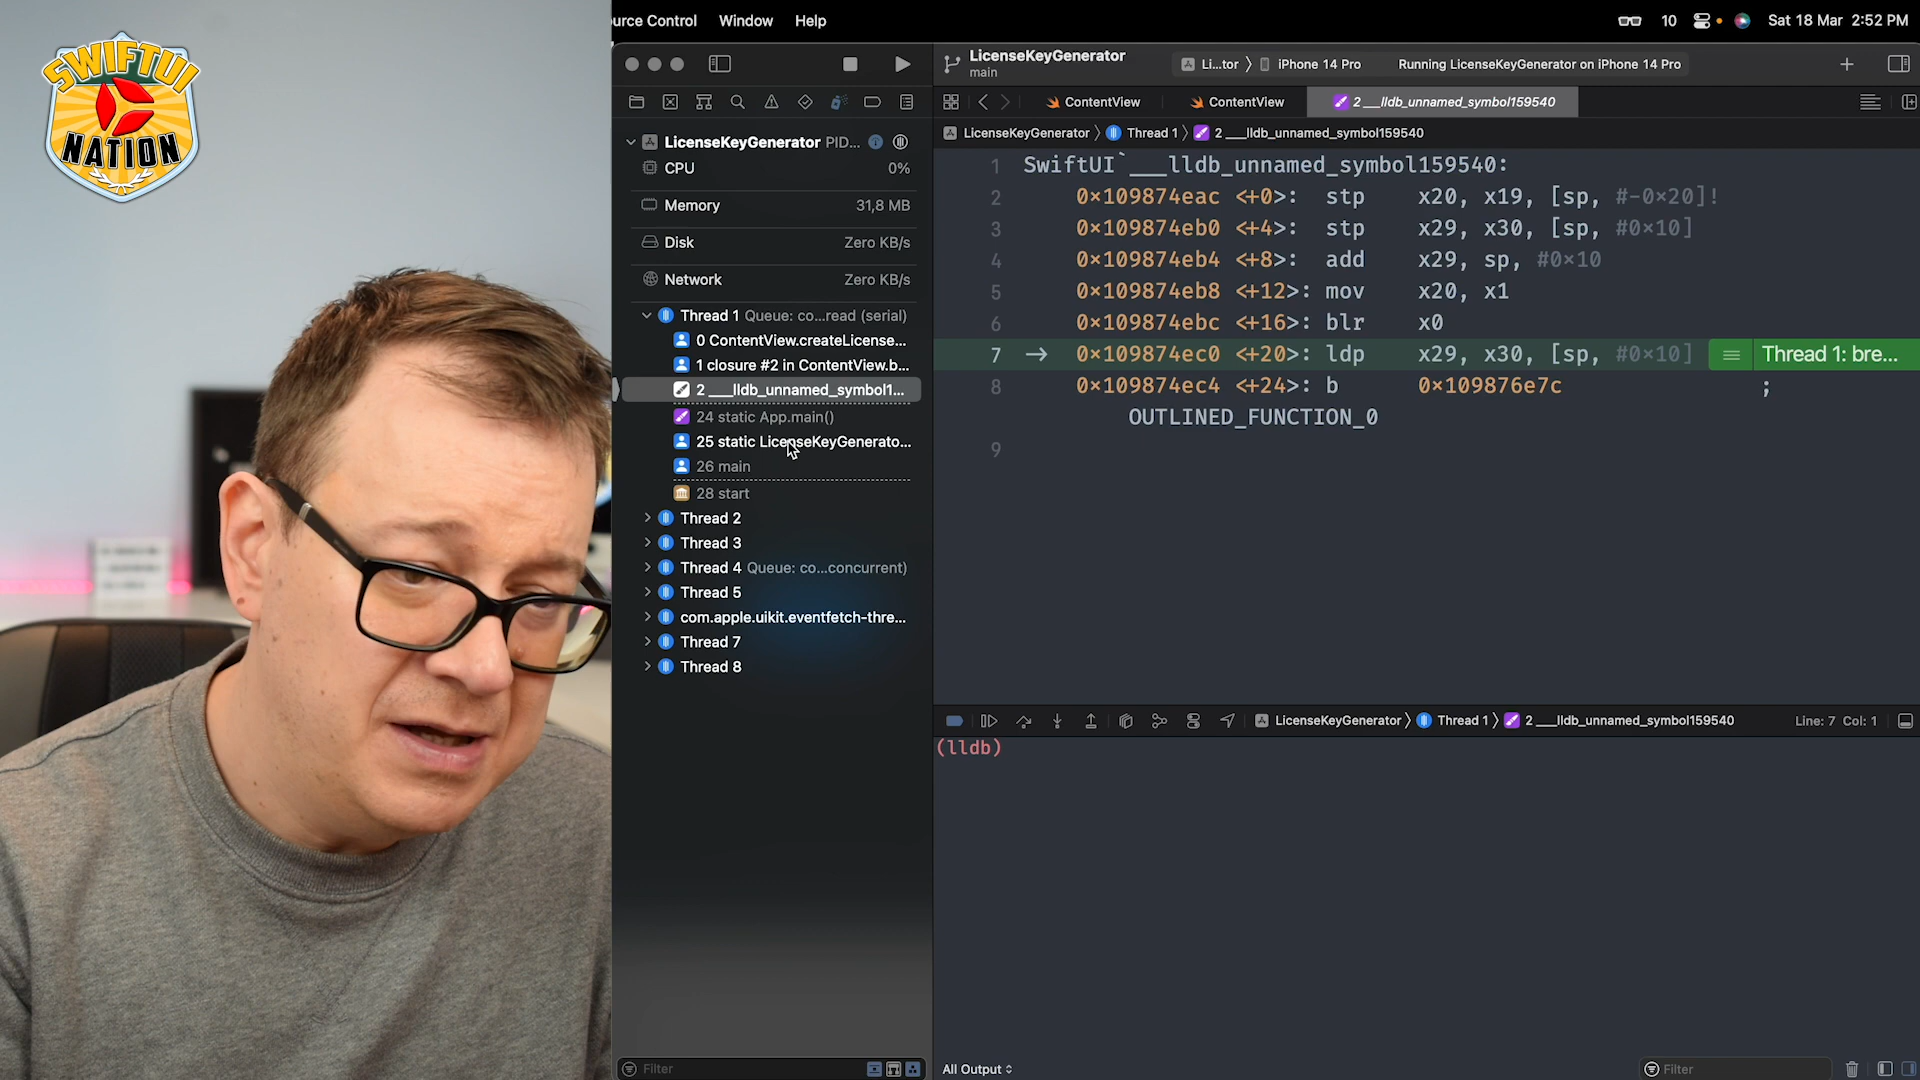 SWIFTUI
NATION
urce Control Window Help
10 Sat 18 Mar 2:52 PM
LicenseKeyGenerator
main
Li...tor 〉 iPhone 14 Pro Running LicenseKeyGenerator on iPhone 14 Pro
ContentView ContentView 2 ___lldb_unnamed_symbol159540
LicenseKeyGenerator 〉 Thread 1 〉 2 ___lldb_unnamed_symbol159540
LicenseKeyGenerator PID...
CPU 0%
Memory 31,8 MB
Disk Zero KB/s
Network Zero KB/s
Thread 1 Queue: co...read (serial)
0 ContentView.createLicense...
1 closure #2 in ContentView.b...
2 ___lldb_unnamed_symbol1...
24 static App.main()
25 static LicenseKeyGenerato...
26 main
28 start
Thread 2
Thread 3
Thread 4 Queue: co...concurrent)
Thread 5
com.apple.uikit.eventfetch-thre...
Thread 7
Thread 8
Filter
1 SwiftUI`___lldb_unnamed_symbol159540:
2 0x109874eac <+0>: stp x20, x19, [sp, #-0x20]!
3 0x109874eb0 <+4>: stp x29, x30, [sp, #0x10]
4 0x109874eb4 <+8>: add x29, sp, #0x10
5 0x109874eb8 <+12>: mov x20, x1
6 0x109874ebc <+16>: blr x0
7 -> 0x109874ec0 <+20>: ldp x29, x30, [sp, #0x10] Thread 1: bre...
8 0x109874ec4 <+24>: b 0x109876e7c ;
OUTLINED_FUNCTION_0
9
LicenseKeyGenerator 〉 Thread 1 〉 2 ___lldb_unnamed_symbol159540 Line: 7 Col: 1
(lldb)
All Output Filter